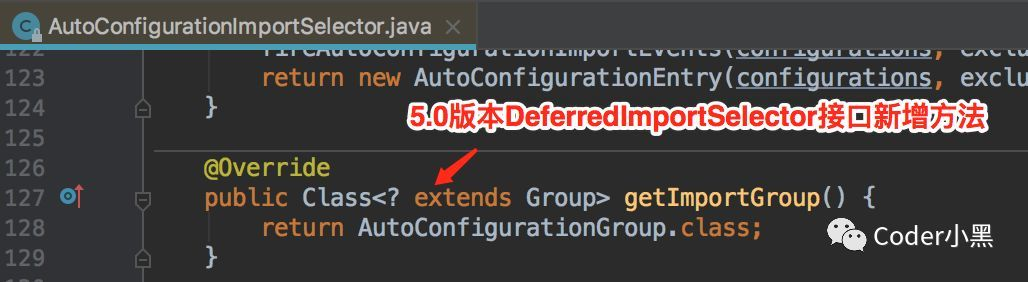 AutoConfigurationImportSelector.java
122 fireAutoConfigurationImportEvents(configurations, exclu
123 return new AutoConfigurationEntry(configurations, exclu
124 }
5.0版本DeferredImportSelector接口新增方法
125
126 @Override
127 public Class<? extends Group> getImportGroup() {
128 return AutoConfigurationGroup.class;
129 }
Coder小黑